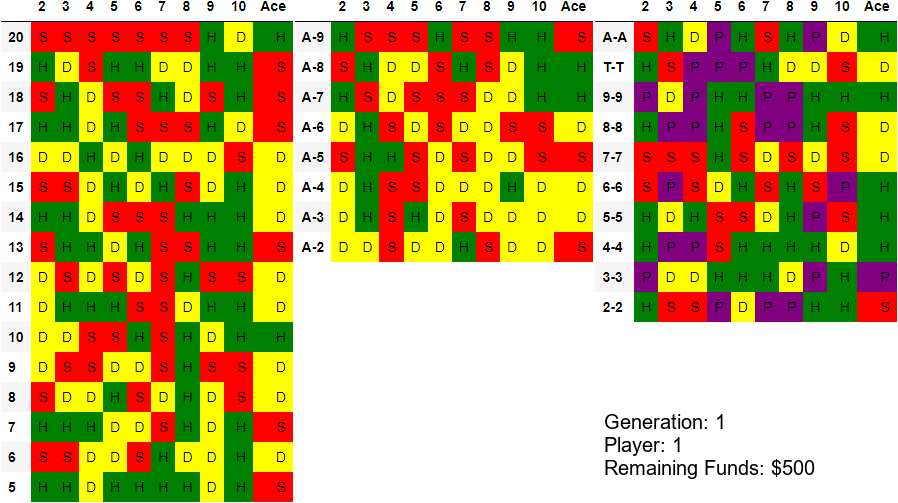 2 3 4 5 6 7 8 9 10 Ace
20 S S S S S S S H D H
19 H D S H H D D H H S
18 S H D S S H D S H S
17 H H D H S S S H D S
16 D D H D H D D D S D
15 S S D H D H S D H D
14 H H D S S S H H H D
13 S H H D H S S H H S
12 D S D S D S H S S D
11 D H H H S S D H H D
10 D D S S H S H H H H
9 D S S D D S H S S D
8 S D D H S D H D S D
7 H H H D D S H D H S
6 S S D D S H D D H D
5 H H D H H H H D H S
2 3 4 5 6 7 8 9 10 Ace
A-9 H S S S H S S H H S
A-8 S H D D S H S D H H
A-7 H S D S S S D D H H
A-6 D H S D S D D S S D
A-5 S H H S D S D D S S
A-4 D H S S D D D H D D
A-3 D H S H D S D D D D
A-2 D D S D D H S D D S
2 3 4 5 6 7 8 9 10 Ace
A-A S H D P H S H P D H
T-T H S P P P H D D S D
9-9 P D P H H P P H H H
8-8 H P P H S P P H S D
7-7 S S S H S D S D S D
6-6 S P S D H S H S P H
5-5 H D H S S D H P S H
4-4 H P P S H H H H D H
3-3 P D D H H H D P H P
2-2 H S S P D P P H H S
Generation: 1
Player: 1
Remaining Funds: $500